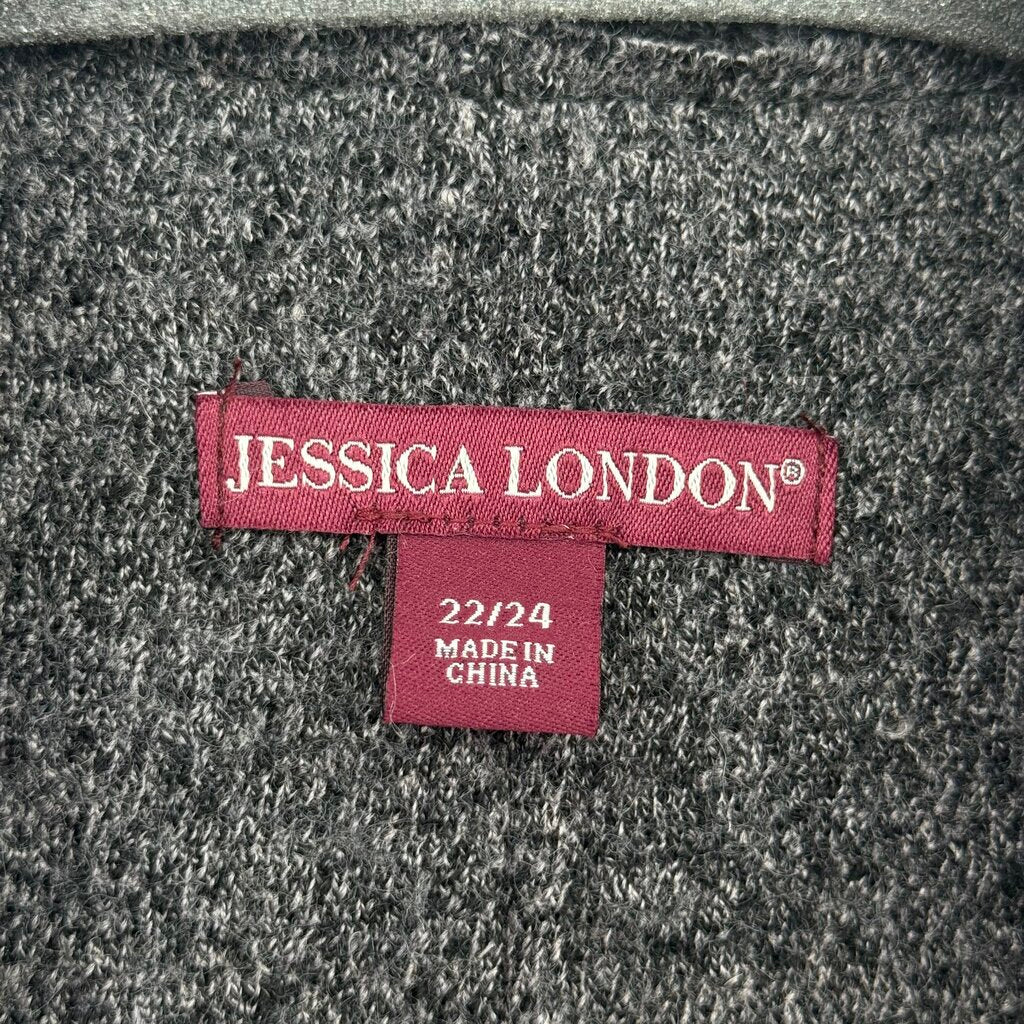 JESSICA LONDON®
22/24
MADE IN
CHINA